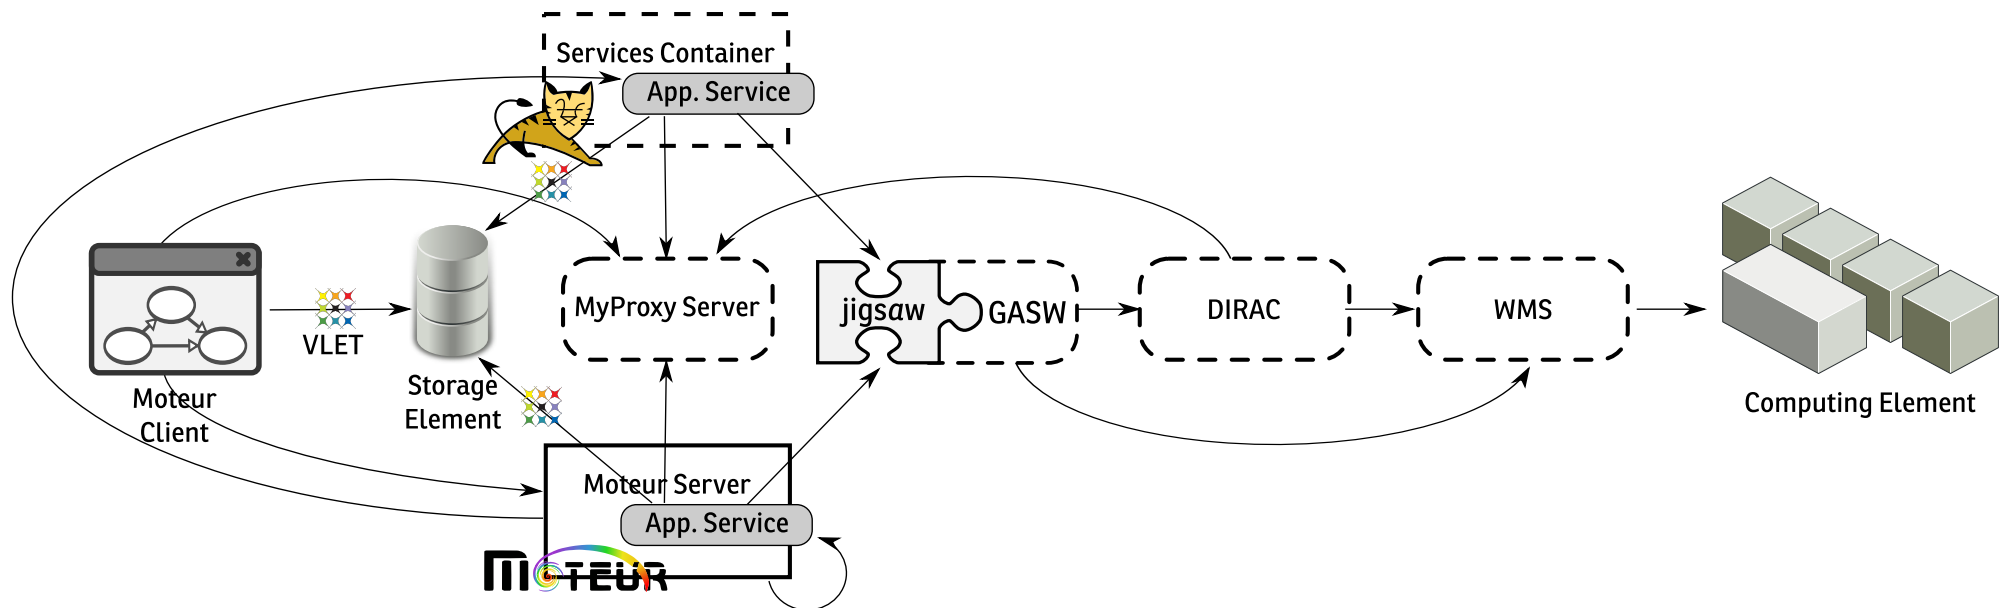 Services Container
App. Service
VLET
Moteur
Client
Storage
Element
MyProxy Server
jigsaw
GASW
DIRAC
WMS
Computing Element
Moteur Server
App. Service
MOTEUR